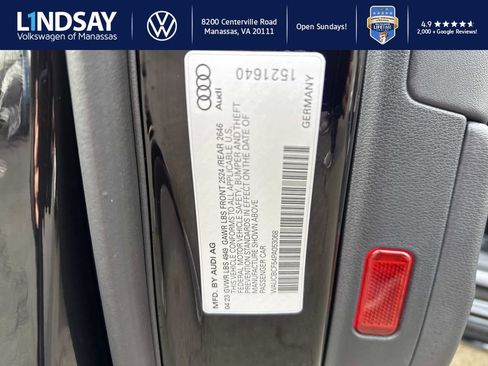 LINDSAY
Volkswagen of Manassas
8200 Centerville Road
Manassas, VA 20111
Open Sundays!
LIFETIME
4.9 ★★★★★
2,000 + Google Reviews!
MFD. BY AUDI AG
04/23 GVWR LBS 4949 GAWR LBS FRONT 2524 / REAR 2646
THIS VEHICLE CONFORMS TO ALL APPLICABLE U.S.
FEDERAL MOTOR VEHICLE SAFETY, BUMPER AND THEFT
PREVENTION STANDARDS IN EFFECT ON THE DATE OF
MANUFACTURE SHOWN ABOVE
PASSENGER CAR
WAUCBCF54PA053068
Audi
1521640
GERMANY